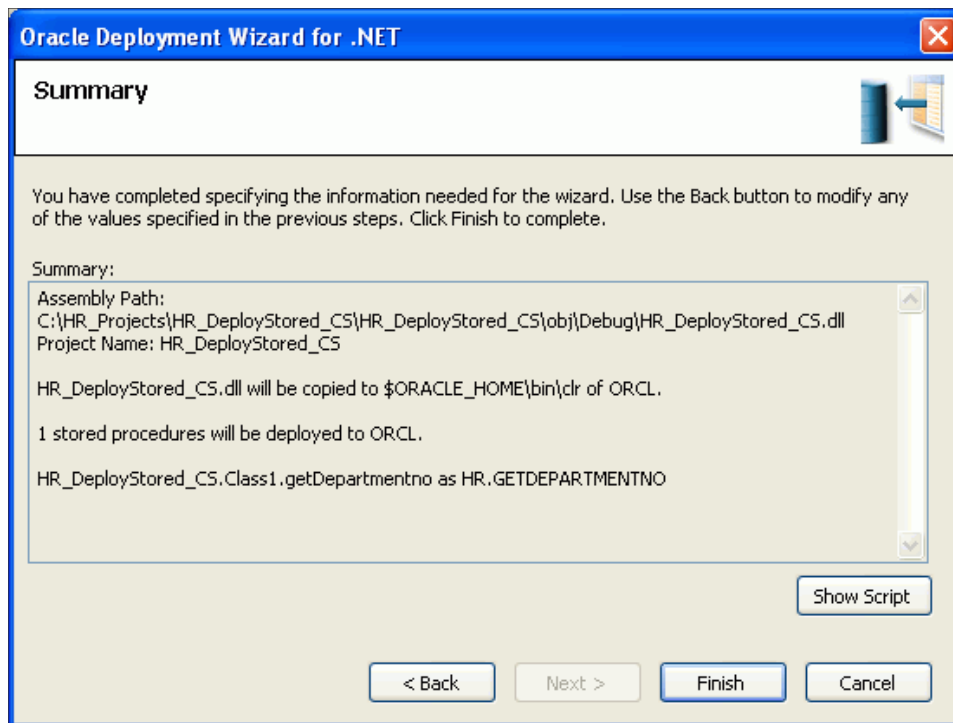 Oracle Deployment Wizard for .NET
Summary
You have completed specifying the information needed for the wizard. Use the Back button to modify any
of the values specified in the previous steps. Click Finish to complete.
Summary:
Assembly Path:
C:\HR_Projects\HR_DeployStored_CS\HR_DeployStored_CS\obj\Debug\HR_DeployStored_CS.dll
Project Name: HR_DeployStored_CS
HR_DeployStored_CS.dll will be copied to $ORACLE_HOME\bin\clr of ORCL.
1 stored procedures will be deployed to ORCL.
HR_DeployStored_CS.Class1.getDepartmentno as HR.GETDEPARTMENTNO
Show Script
< Back
Next >
Finish
Cancel